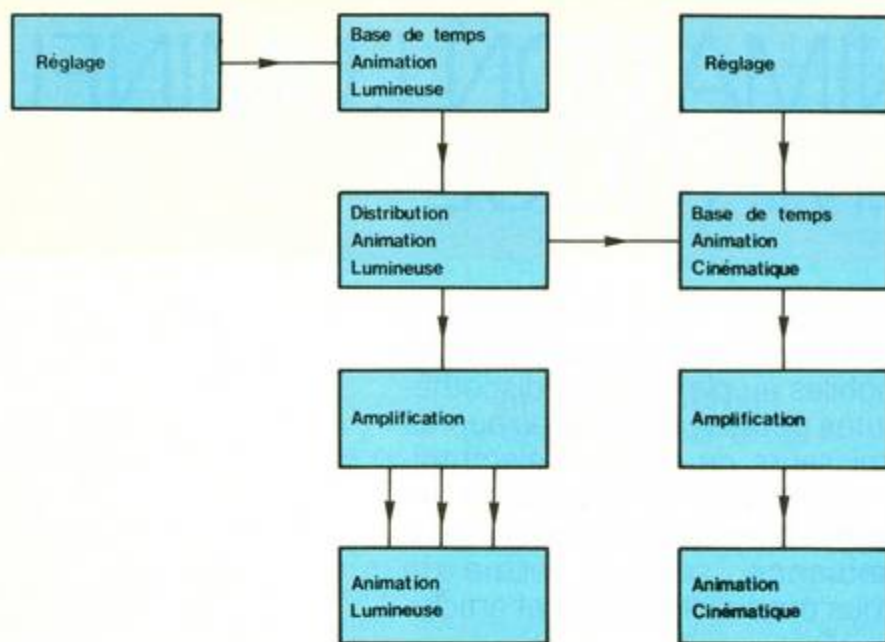 Réglage
Base de temps
Animation
Lumineuse
Réglage
Distribution
Animation
Lumineuse
Base de temps
Animation
Cinématique
Amplification
Amplification
Animation
Lumineuse
Animation
Cinématique